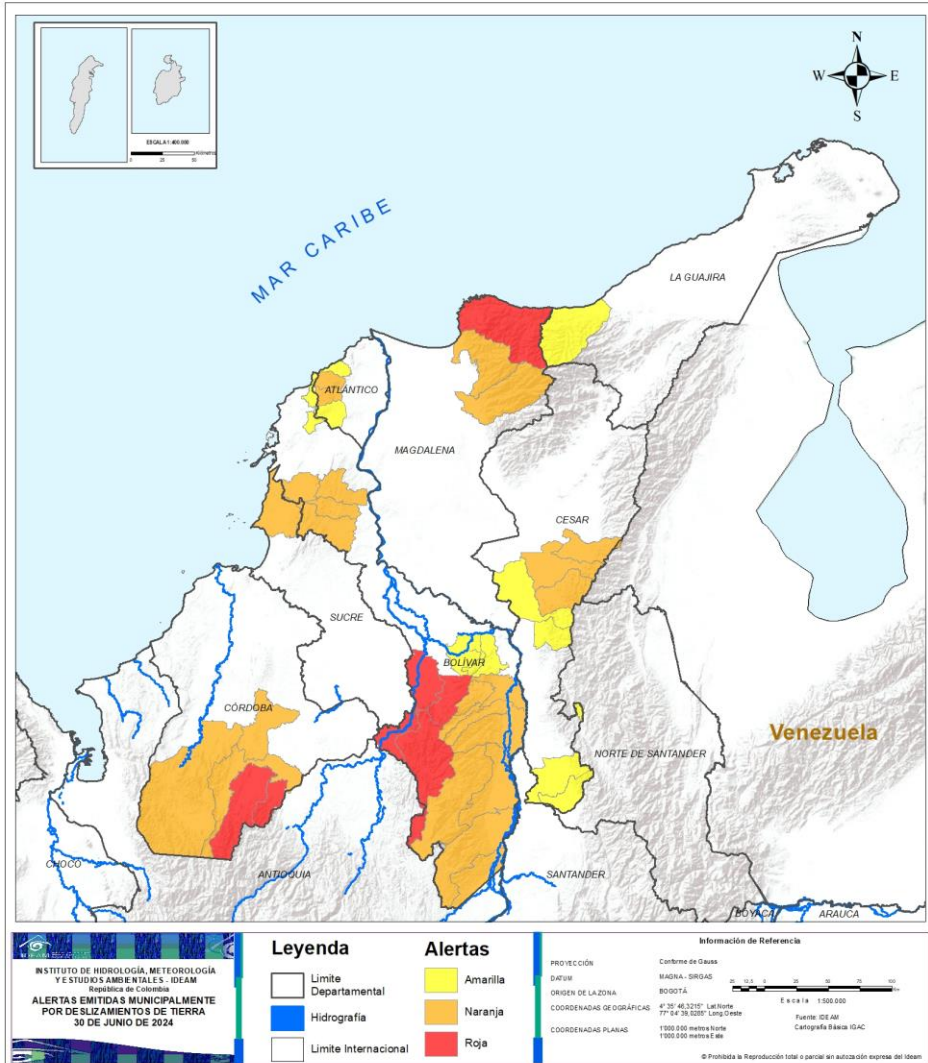 ESCALA 1:400.000
N
W
E
S
MAR CARIBE
LA GUAJIRA
ATLÁNTICO
MAGDALENA
CESAR
SUCRE
BOLÍVAR
CÓRDOBA
NORTE DE SANTANDER
Venezuela
CHOCÓ
ANTIOQUIA
SANTANDER
BOYACÁ
ARAUCA
INSTITUTO DE HIDROLOGÍA, METEOROLOGÍA
Y ESTUDIOS AMBIENTALES - IDEAM
República de Colombia
ALERTAS EMITIDAS MUNICIPALMENTE
POR DESLIZAMIENTOS DE TIERRA
30 DE JUNIO DE 2024
Leyenda
Limite
Departamental
Hidrografía
Limite Internacional
Alertas
Amarilla
Naranja
Roja
Información de Referencia
PROYECCIÓN Conforme de Gauss
DATUM MAGNA - SIRGAS
ORIGEN DE LA ZONA BOGOTÁ
COORDENADAS GEOGRÁFICAS 4° 35' 46,3215" Lat.Norte
77° 04' 39,0285" Long.Oeste
COORDENADAS PLANAS 1'000.000 metros Norte
1'000.000 metros Este
Escala 1:500.000
Fuente: IDEAM
Cartografía Básica IGAC
© Prohibida la Reproducción total o parcial sin autorización expresa del Ideam